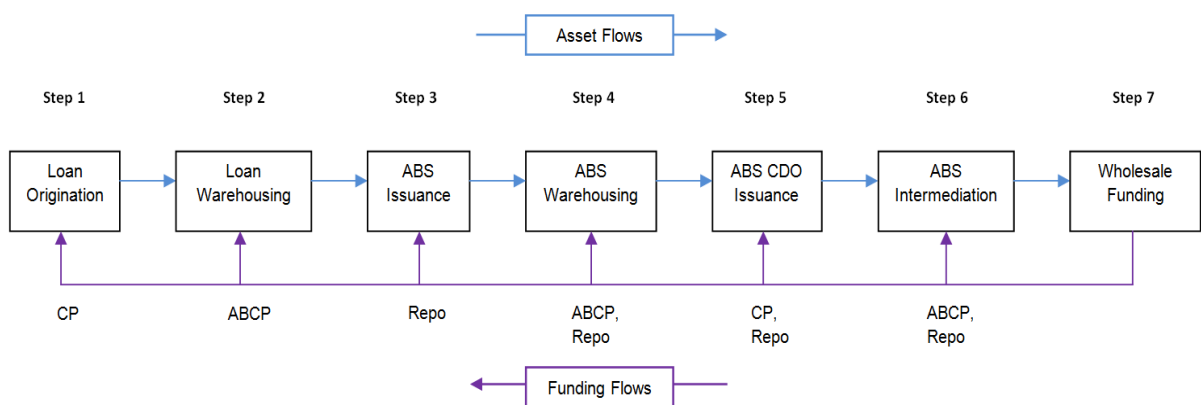 Asset Flows
Step 1
Step 2
Step 3
Step 4
Step 5
Step 6
Step 7
Loan
Origination
Loan
Warehousing
ABS
Issuance
ABS
Warehousing
ABS CDO
Issuance
ABS
Intermediation
Wholesale
Funding
CP
ABCP
Repo
ABCP,
Repo
CP,
Repo
ABCP,
Repo
Funding Flows